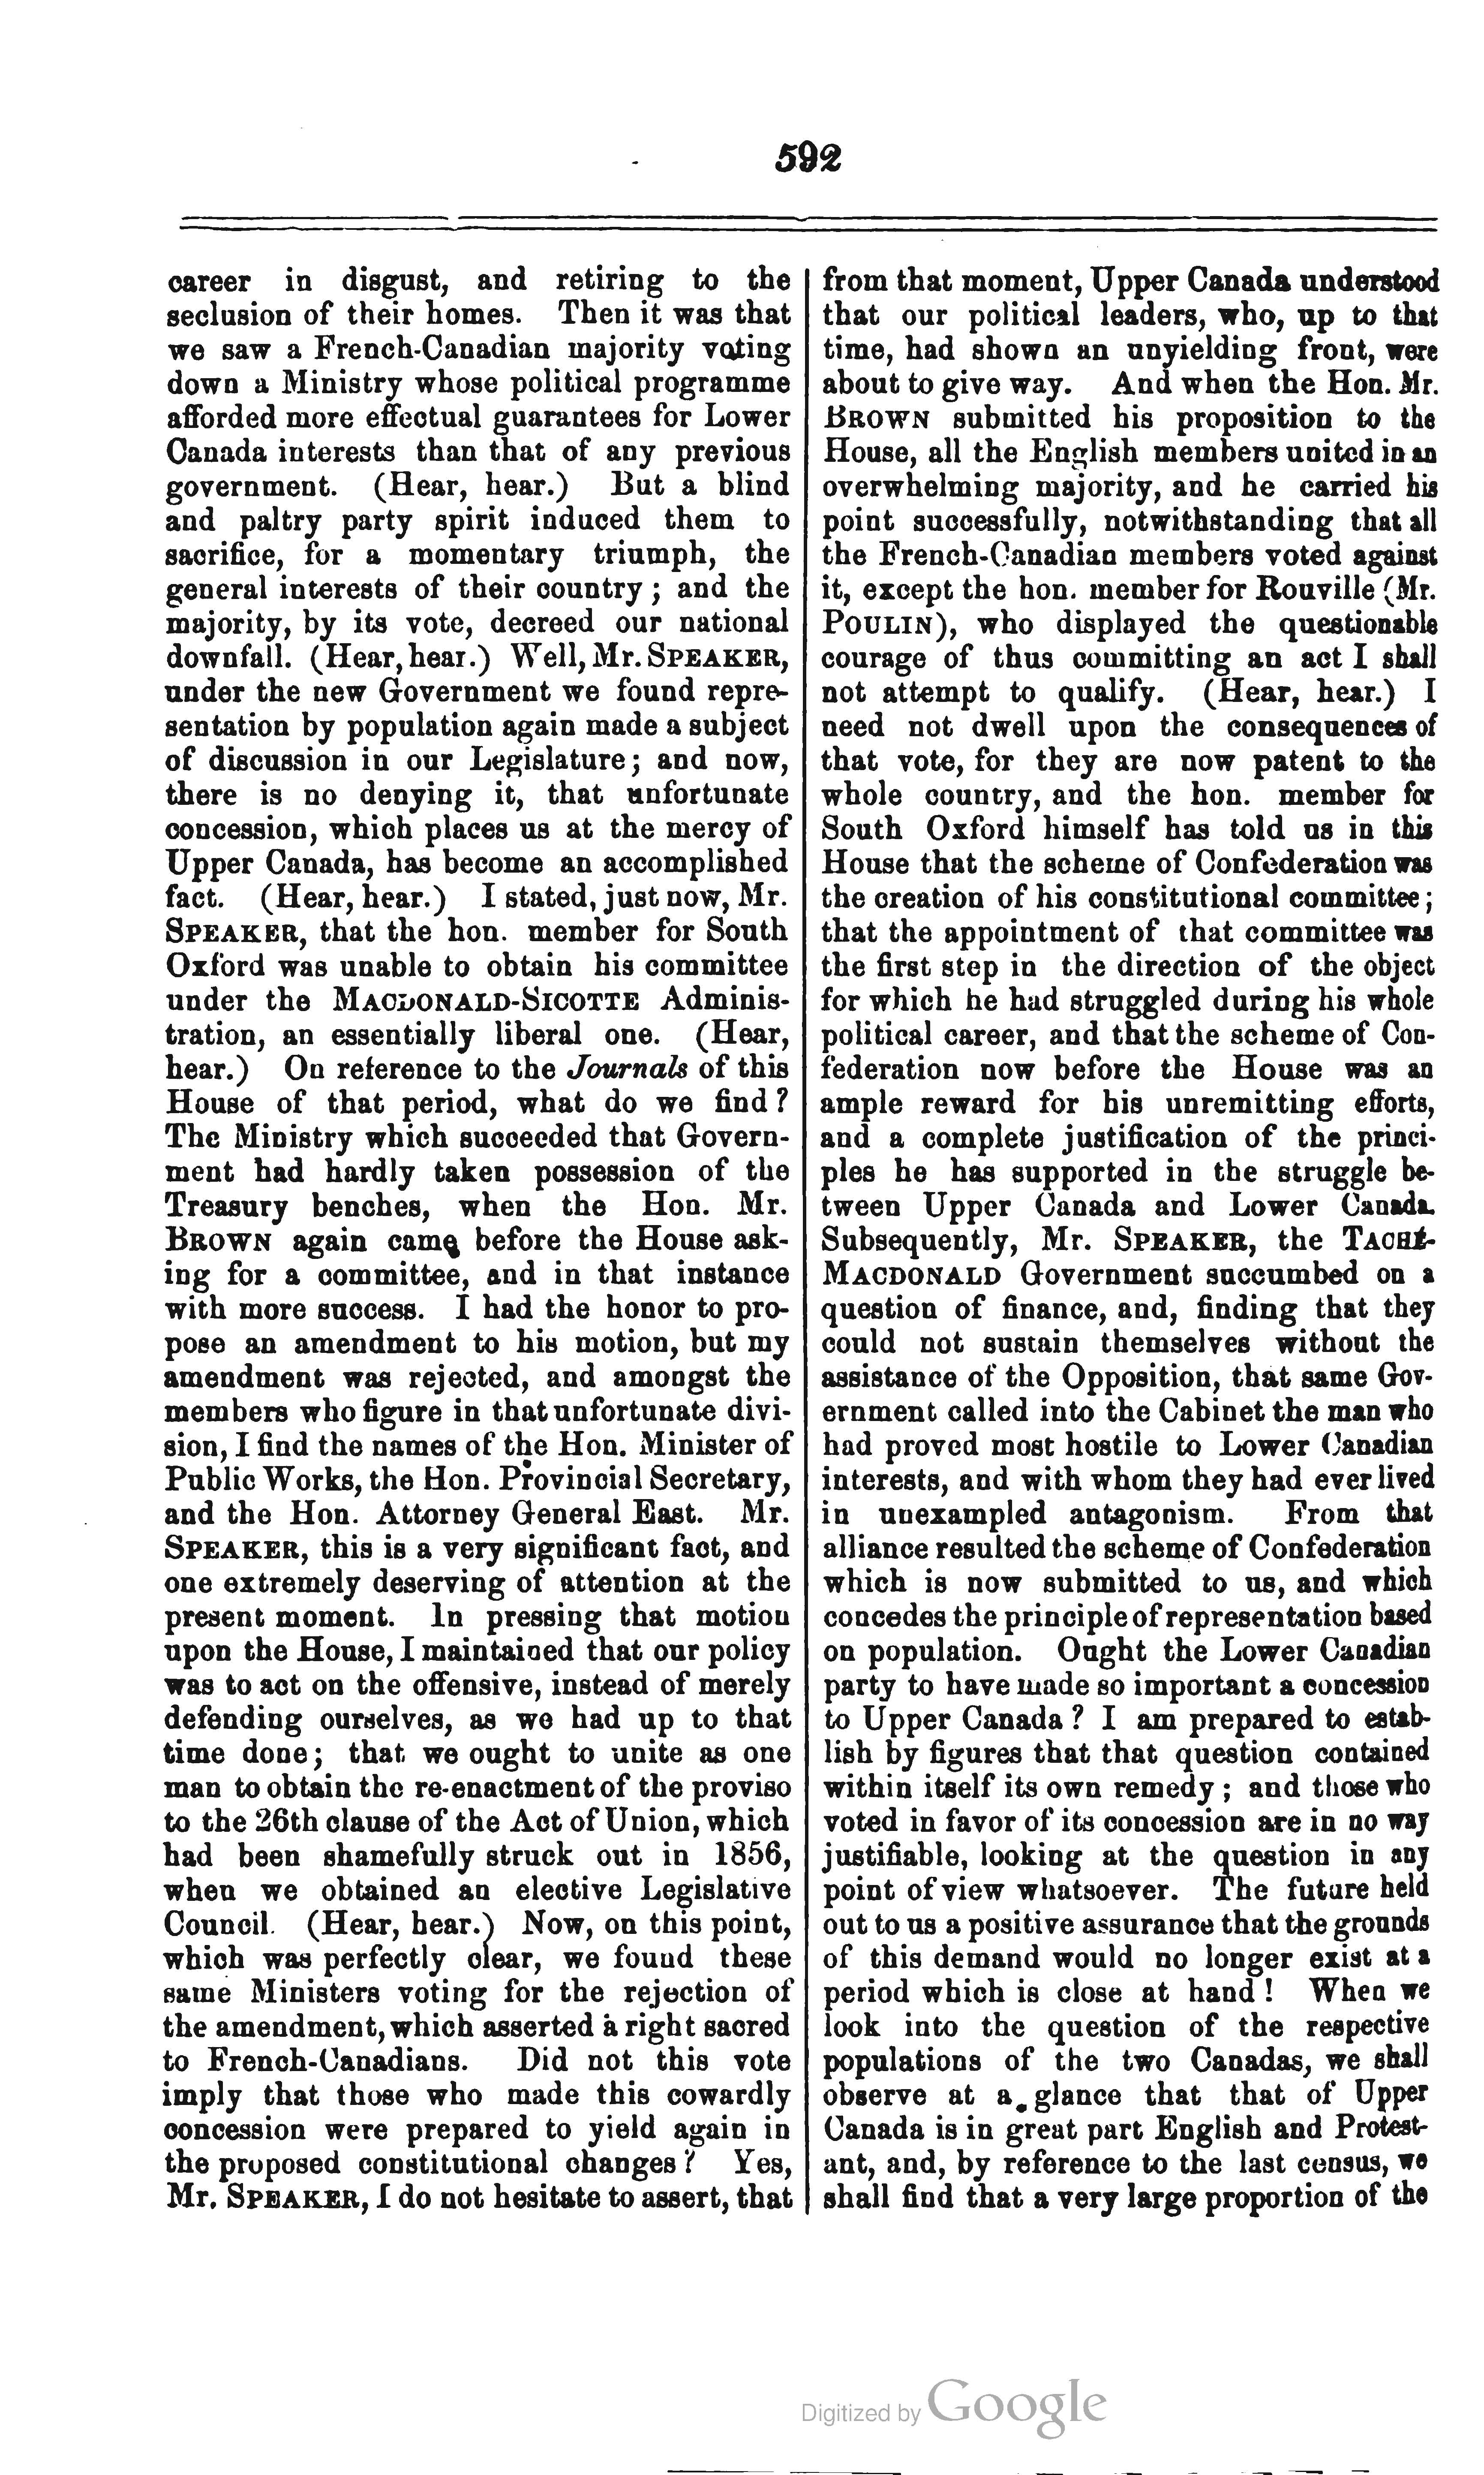 592
career in disgust, and retiring to the
seclusion of their homes. Then it was that
we saw a French-Canadian majority voting
down a Ministry whose political programme
afforded more effectual guarantees for Lower
Canada interests than that of any previous
government. (Hear, hear.) But a blind
and paltry party spirit induced them to
sacrifice, for a momentary triumph, the
general interests of their country; and the
majority, by its vote, decreed our national
downfall. (Hear, hear.) Well, Mr. SPEAKER,
under the new Government we found repre-
sentation by population again made a subject
of discussion in our Legislature; and now,
there is no denying it, that unfortunate
concession, which places us at the mercy of
Upper Canada, has become an accomplished
fact. (Hear, hear.) I stated, just now, Mr.
SPEAKER, that the hon. member for South
Oxford was unable to obtain his committee
under the MACDONALD-SICOTTE Adminis-
tration, an essentially liberal one. (Hear,
hear.) On reference to the Journals of this
House of that period, what do we find?
The Ministry which succeeded that Govern-
ment had hardly taken possession of the
Treasury benches, when the Hon. Mr.
BROWN again came before the House ask-
ing for a committee, and in that instance
with more success. I had the honor to pro-
pose an amendment to his motion, but my
amendment was rejected, and amongst the
members who figure in that unfortunate divi-
sion, I find the names of the Hon. Minister of
Public Works, the Hon. Provincial Secretary,
and the Hon. Attorney General East. Mr.
SPEAKER, this is a very significant fact, and
one extremely deserving of attention at the
present moment. In pressing that motion
upon the House, I maintained that our policy
was to act on the offensive, instead of merely
defending ourselves, as we had up to that
time done; that we ought to unite as one
man to obtain the re-enactment of the proviso
to the 26th clause of the Act of Union, which
had been shamefully struck out in 1856,
when we obtained an elective Legislative
Council. (Hear, hear.) Now, on this point,
which was perfectly clear, we found these
same Ministers voting for the rejection of
the amendment, which asserted a right sacred
to French-Canadians. Did not this vote
imply that those who made this cowardly
concession were prepared to yield again in
the proposed constitutional changes? Yes,
Mr. SPEAKER, I do not hesitate to assert, that
from that moment, Upper Canada understood
that our political leaders, who, up to that
time, had shown an unyielding front, were
about to give way. And when the Hon. Mr.
BROWN submitted his proposition to the
House, all the English members united in an
overwhelming majority, and he carried his
point successfully, notwithstanding that all
the French-Canadian members voted against
it, except the hon. member for Rouville (Mr.
POULIN), who displayed the questionable
courage of thus committing an act I shall
not attempt to qualify. (Hear, hear.) I
need not dwell upon the consequences of
that vote, for they are now patent to the
whole country, and the hon. member for
South Oxford himself has told us in this
House that the scheme of Confederation was
the creation of his constitutional committee;
that the appointment of that committee was
the first step in the direction of the object
for which he had struggled during his whole
political career, and that the scheme of Con-
federation now before the House was an
ample reward for his unremitting efforts,
and a complete justification of the princi-
ples he has supported in the struggle be-
tween Upper Canada and Lower Canada.
Subsequently, Mr. SPEAKER, the TACHÉ-
MACDONALD Government succumbed on a
question of finance, and, finding that they
could not sustain themselves without the
assistance of the Opposition, that same Gov-
ernment called into the Cabinet the man who
had proved most hostile to Lower Canadian
interests, and with whom they had ever lived
in unexampled antagonism. From that
alliance resulted the scheme of Confederation
which is now submitted to us, and which
concedes the principle of representation based
on population. Ought the Lower Canadian
party to have made so important a concession
to Upper Canada? I am prepared to estab-
lish by figures that that question contained
within itself its own remedy; and those who
voted in favor of its concession are in no way
justifiable, looking at the question in any
point of view whatsoever. The future held
out to us a positive assurance that the grounds
of this demand would no longer exist at a
period which is close at hand! When we
look into the question of the respective
populations of the two Canadas, we shall
observe at a glance that that of Upper
Canada is in great part English and Protest-
ant, and, by reference to the last census, we
shall find that a very large proportion of the
Digitized by Google